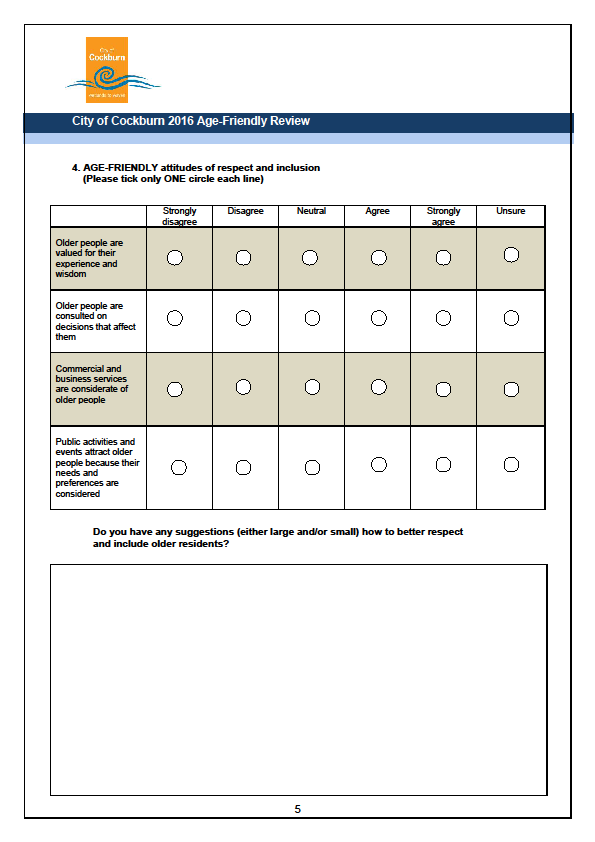 City of
Cockburn
City of Cockburn 2016 Age-Friendly Review
4. AGE-FRIENDLY attitudes of respect and inclusion
(Please tick only ONE circle each line)
Strongly
disagree
Disagree
Neutral
Agree
Strongly
agree
Unsure
Older people are
valued for their
experience and
wisdom
Older people are
consulted on
decisions that affect
them
Commercial and
business services
are considerate of
older people
Public activities and
events attract older
people because their
needs and
preferences are
considered
Do you have any suggestions (either large and/or small) how to better respect
and include older residents?
5